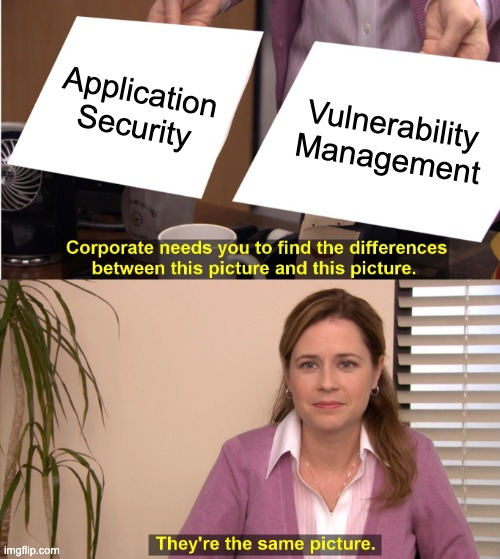 Application
Security
Vulnerability
Management
Corporate needs you to find the differences
between this picture and this picture.
They're the same picture.
imgflip.com